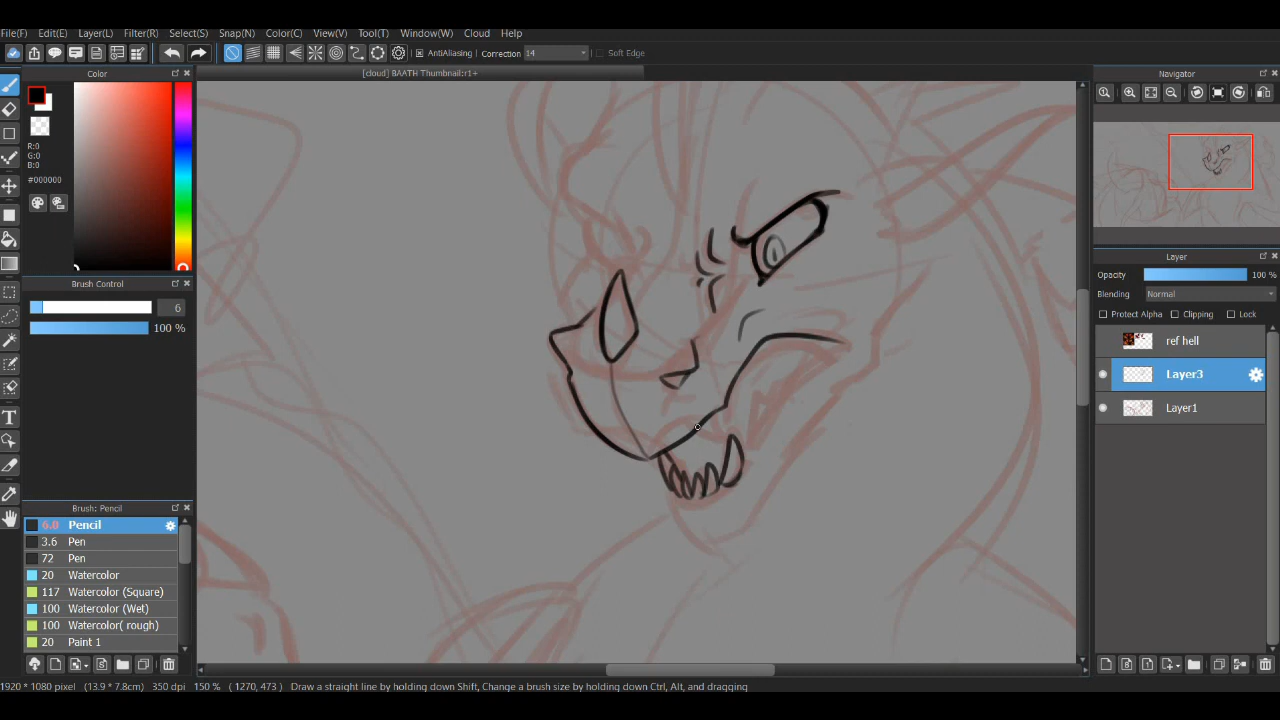 File(F) Edit(E) Layer(L) Filter(R) Select(S) Snap(N) Color(C) View(V) Tool(T) Window(W) Cloud Help
AntiAliasing Correction 14 Soft Edge
Color
[cloud] BAATH Thumbnail:r1+
Navigator
R:0
G:0
B:0
#000000
Layer
Opacity 100 %
Brush Control
Blending Normal
6
Protect Alpha Clipping Lock
100 %
ref hell
Layer3
Layer1
Brush: Pencil
6.0 Pencil
3.6 Pen
72 Pen
20 Watercolor
117 Watercolor (Square)
100 Watercolor (Wet)
100 Watercolor( rough)
20 Paint 1
1920 * 1080 pixel (13.9 * 7.8cm) 350 dpi 150 % ( 1270, 473 ) Draw a straight line by holding down Shift, Change a brush size by holding down Ctrl, Alt, and dragging